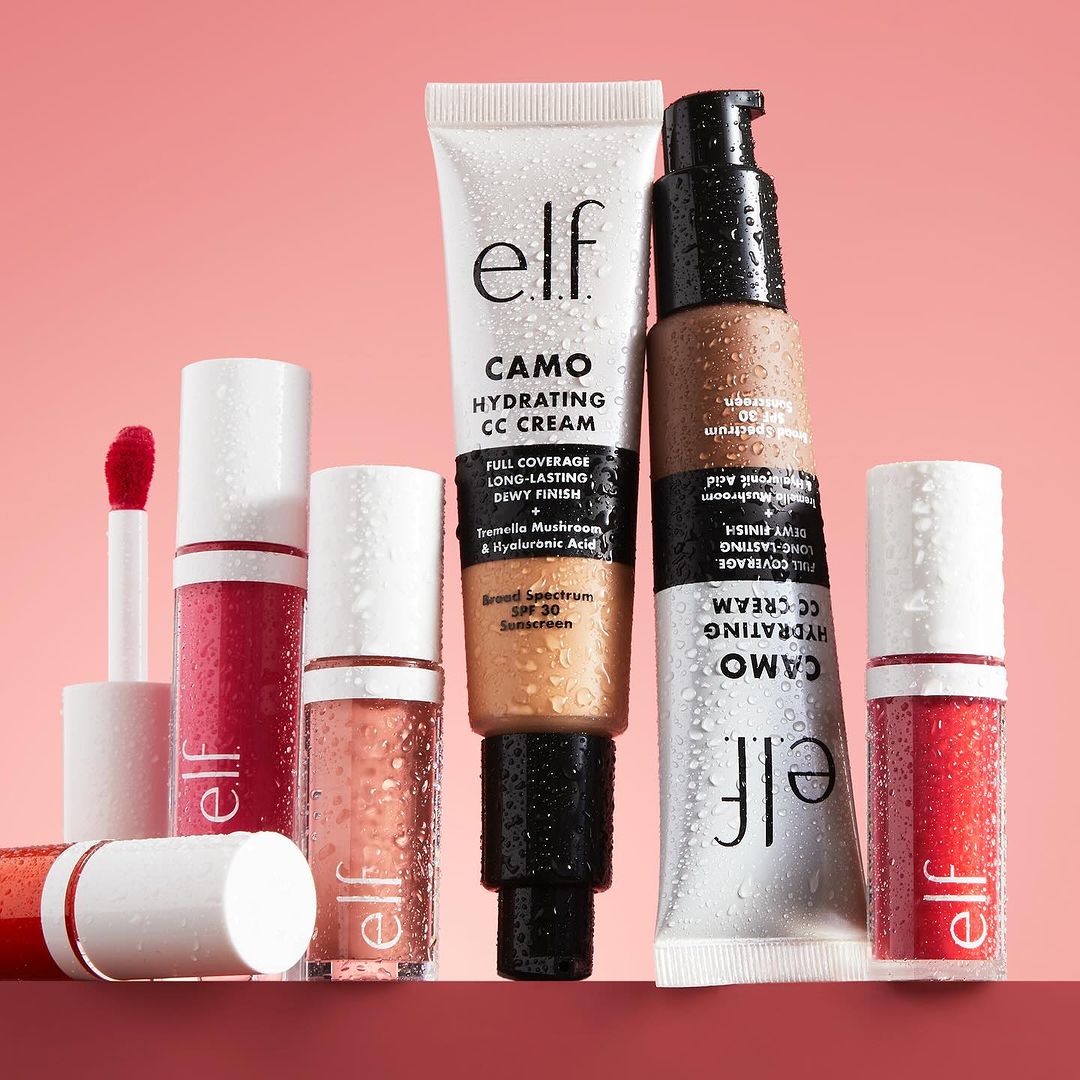 e.l.f.
CAMO
HYDRATING
CC CREAM
FULL COVERAGE
LONG-LASTING
DEWY FINISH
+
Tremella Mushroom
& Hyaluronic Acid
Broad Spectrum
SPF 30
Sunscreen
e.l.f.
CAMO
HYDRATING
CC CREAM
FULL COVERAGE
LONG-LASTING
DEWY FINISH
+
Tremella Mushroom
& Hyaluronic Acid
Broad Spectrum
SPF 30
Sunscreen
e.l.f.
e.l.f.
e.l.f.